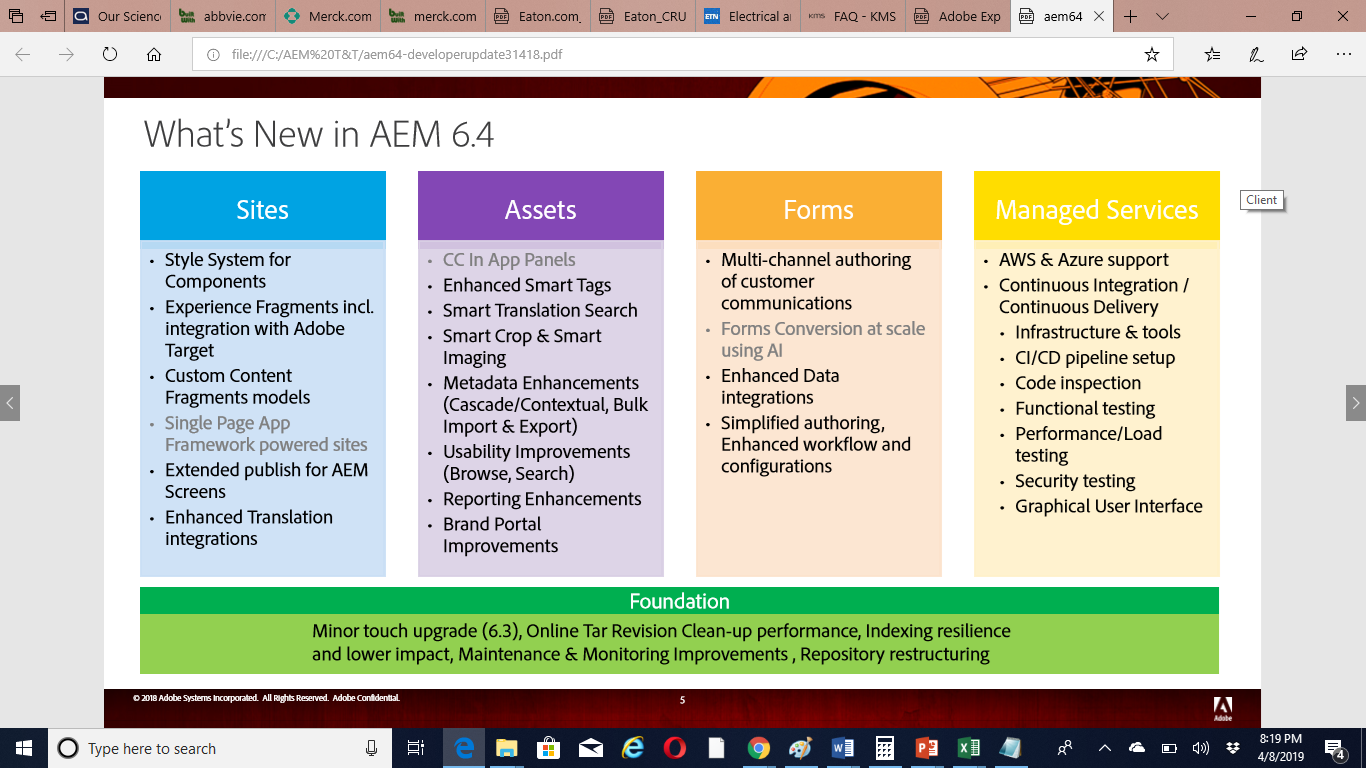 Our Scienc
abbvie.com
Merck.com
merck.com
Eaton.com_
Eaton_CRU
ETN
Electrical an
KMS
FAQ - KMS
Adobe Exp
aem64
file:///C:/AEM%20T&T/aem64-developerupdate31418.pdf
What's New in AEM 6.4
Sites
• Style System for
Components
• Experience Fragments incl.
integration with Adobe
Target
• Custom Content
Fragments models
• Single Page App
Framework powered sites
• Extended publish for AEM
Screens
• Enhanced Translation
integrations
Assets
• CC In App Panels
• Enhanced Smart Tags
• Smart Translation Search
• Smart Crop & Smart
Imaging
• Metadata Enhancements
(Cascade/Contextual, Bulk
Import & Export)
• Usability Improvements
(Browse, Search)
• Reporting Enhancements
• Brand Portal
Improvements
Forms
• Multi-channel authoring
of customer
communications
• Forms Conversion at scale
using AI
• Enhanced Data
integrations
• Simplified authoring,
Enhanced workflow and
configurations
Managed Services
• AWS & Azure support
• Continuous Integration /
Continuous Delivery
• Infrastructure & tools
• CI/CD pipeline setup
• Code inspection
• Functional testing
• Performance/Load
testing
• Security testing
• Graphical User Interface
Client
Foundation
Minor touch upgrade (6.3), Online Tar Revision Clean-up performance, Indexing resilience
and lower impact, Maintenance & Monitoring Improvements , Repository restructuring
© 2018 Adobe Systems Incorporated. All Rights Reserved. Adobe Confidential.
5
Adobe
Type here to search
8:19 PM
4/8/2019
4